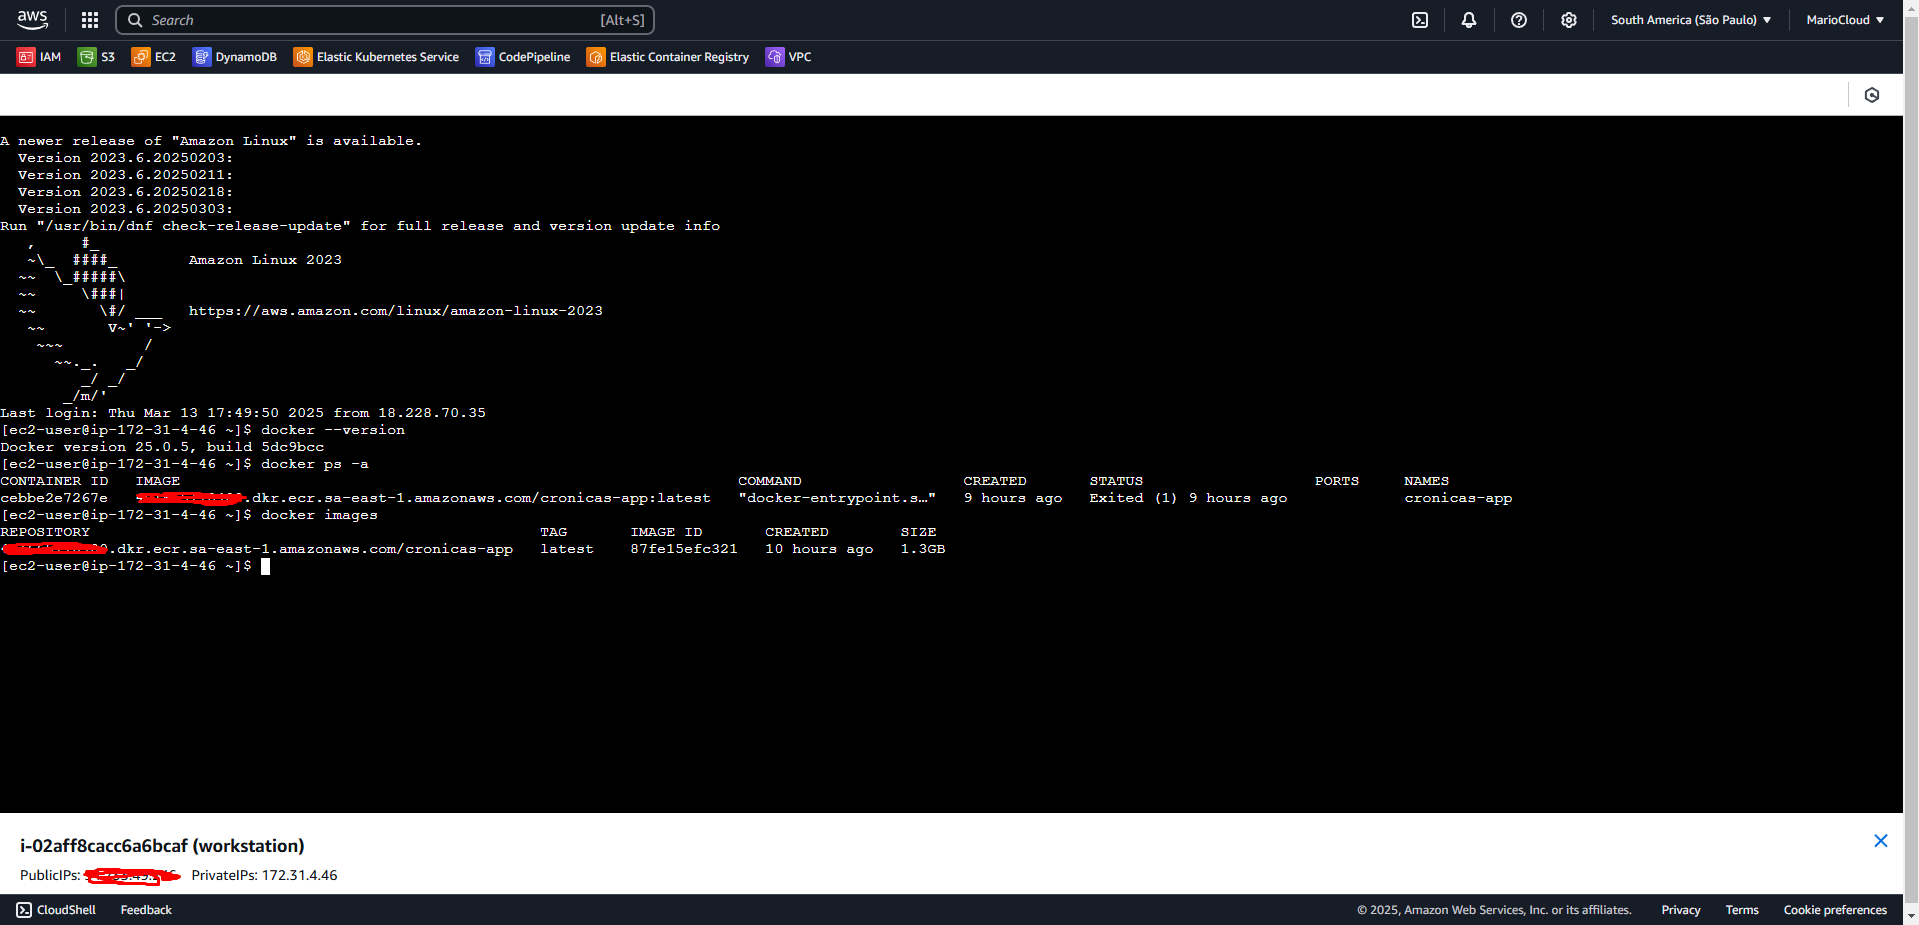 aws
Search [Alt+S] South America (São Paulo) MarioCloud
IAM S3 EC2 DynamoDB Elastic Kubernetes Service CodePipeline Elastic Container Registry VPC
A newer release of "Amazon Linux" is available.
  Version 2023.6.20250203:
  Version 2023.6.20250211:
  Version 2023.6.20250218:
  Version 2023.6.20250303:
Run "/usr/bin/dnf check-release-update" for full release and version update info
   ,     #_
   ~\_  ####_        Amazon Linux 2023
  ~~  \_#####\
  ~~     \###|
  ~~       \#/ ___   https://aws.amazon.com/linux/amazon-linux-2023
   ~~       V~' '->
    ~~~         /
      ~~._.   _/
         _/ _/
       _/m/'
Last login: Thu Mar 13 17:49:50 2025 from 18.228.70.35
[ec2-user@ip-172-31-4-46 ~]$ docker --version
Docker version 25.0.5, build 5dc9bcc
[ec2-user@ip-172-31-4-46 ~]$ docker ps -a
CONTAINER ID   IMAGE   COMMAND   CREATED   STATUS   PORTS   NAMES
cebbe2e7267e   .dkr.ecr.sa-east-1.amazonaws.com/cronicas-app:latest   "docker-entrypoint.s…"   9 hours ago   Exited (1) 9 hours ago   cronicas-app
[ec2-user@ip-172-31-4-46 ~]$ docker images
REPOSITORY   TAG   IMAGE ID   CREATED   SIZE
.dkr.ecr.sa-east-1.amazonaws.com/cronicas-app   latest   87fe15efc321   10 hours ago   1.3GB
[ec2-user@ip-172-31-4-46 ~]$
i-02aff8cacc6a6bcaf (workstation)
PublicIPs: PrivateIPs: 172.31.4.46
CloudShell Feedback © 2025, Amazon Web Services, Inc. or its affiliates. Privacy Terms Cookie preferences